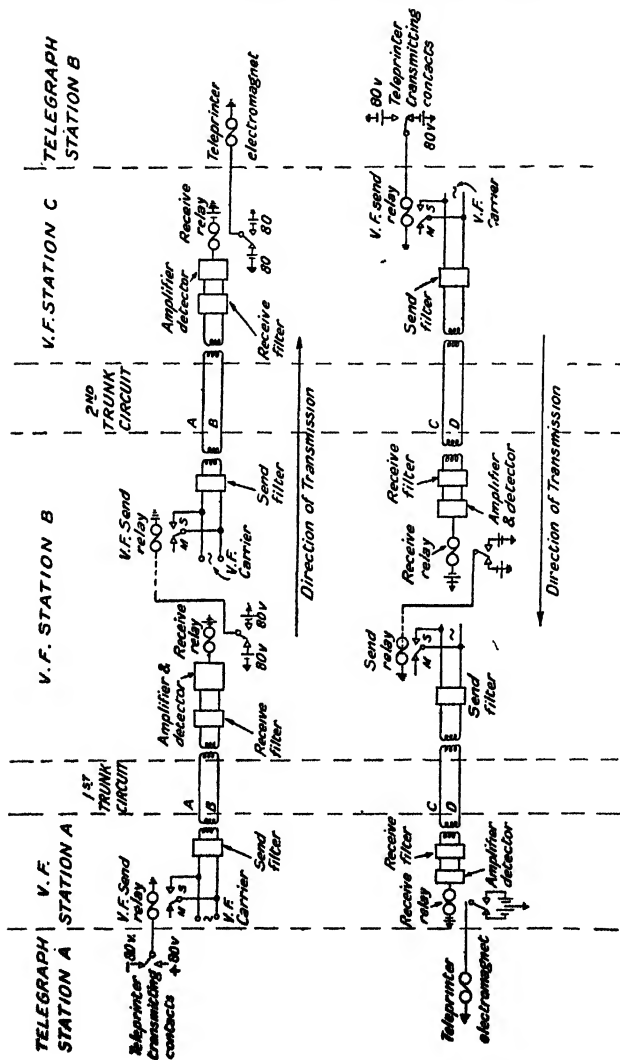 TELEGRAPH
STATION A
V. F.
STATION A
1ST
TRUNK
CIRCUIT
V.F. STATION B
2ND
TRUNK
CIRCUIT
V.F. STATION C
TELEGRAPH
STATION B
-80v.
Teleprinter
transmitting
contacts
+80v
V.F. Send
relay
M
S
~
V.F.
Carrier
Send filter
A
B
Amplifier &
detector
Receive
relay
Receive filter
80v
80v
V.F. Send
relay
M
S
~
V.F.
Carrier
Send filter
A
B
Amplifier
detector
Receive
relay
Receive filter
80
80
Teleprinter
electromagnet
Direction of Transmission
Teleprinter
electromagnet
Receive
relay
Receive
filter
Amplifier
detector
C
D
Send relay
M
S
~
Send
filter
Receive
relay
Receive filter
Amplifier
& detector
C
D
Send
filter
V.F. send
relay
M
S
~
V.F.
Carrier
80v
Teleprinter
transmitting
contacts
80v
Direction of Transmission